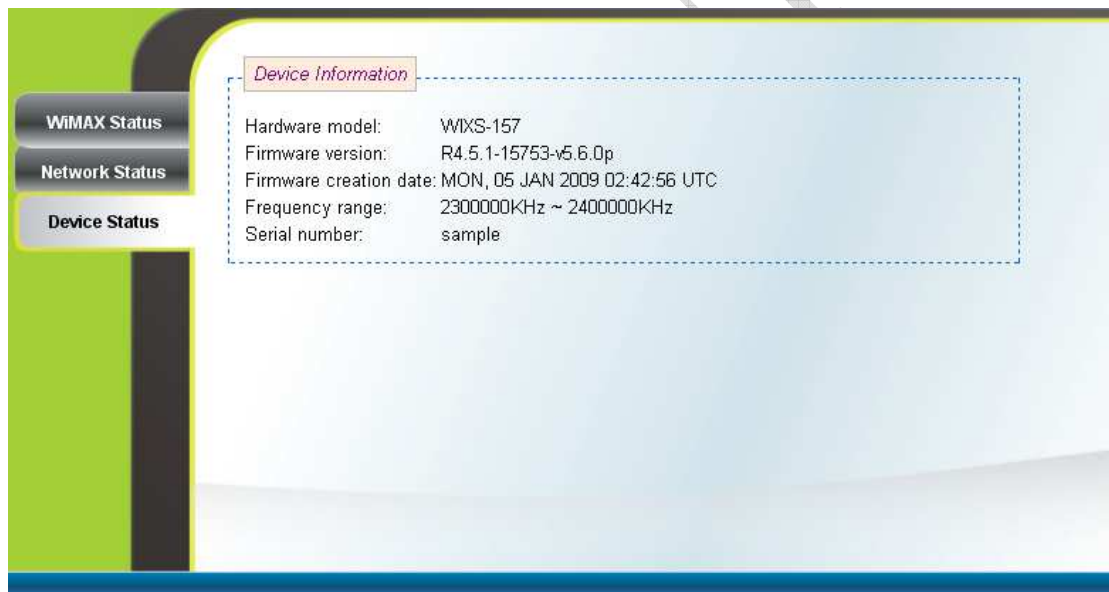 WiMAX Status
Network Status
Device Status
Device Information
Hardware model: WIXS-157
Firmware version: R4.5.1-15753-v5.6.0p
Firmware creation date: MON, 05 JAN 2009 02:42:56 UTC
Frequency range: 2300000KHz ~ 2400000KHz
Serial number: sample